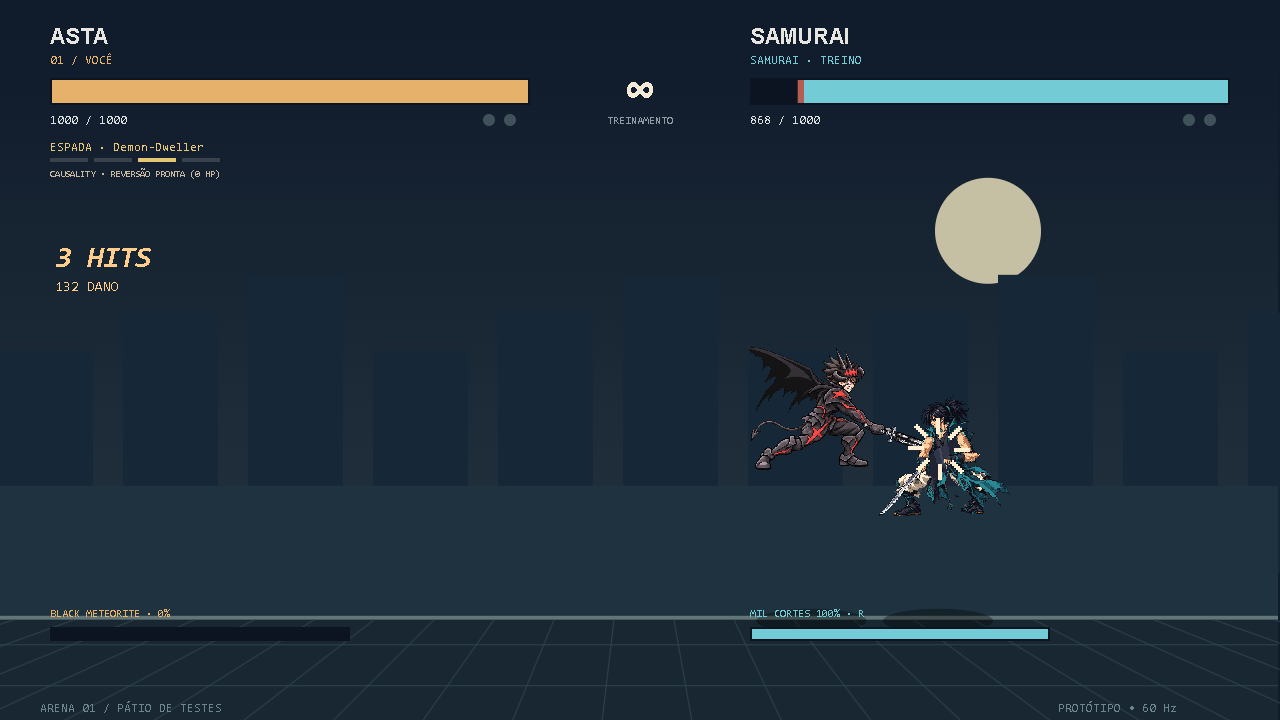 ASTA
01 / VOCÊ
1000 / 1000
ESPADA · Demon-Dweller
CAUSALITY · REVERSÃO PRONTA (0 HP)
3 HITS
132 DANO
∞
TREINAMENTO
SAMURAI
SAMURAI · TREINO
868 / 1000
BLACK METEORITE · 0%
MIL CORTES 100% · R
ARENA 01 / PÁTIO DE TESTES
PROTÓTIPO • 60 Hz